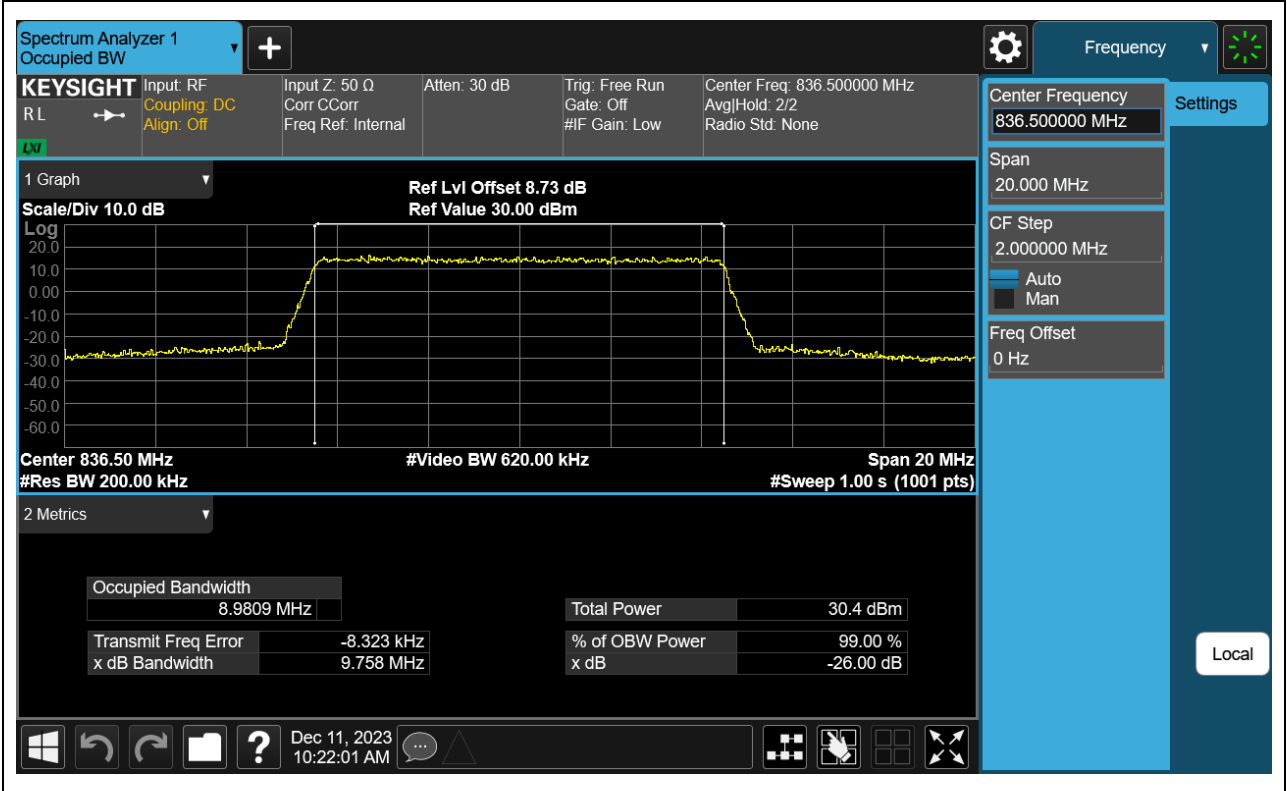 Spectrum Analyzer 1
Occupied BW
+
Frequency
KEYSIGHT
RL
LXI
Input: RF
Coupling: DC
Align: Off
Input Z: 50 Ω
Corr CCorr
Freq Ref: Internal
Atten: 30 dB
Trig: Free Run
Gate: Off
#IF Gain: Low
Center Freq: 836.500000 MHz
Avg|Hold: 2/2
Radio Std: None
Center Frequency
836.500000 MHz
Settings
Span
20.000 MHz
CF Step
2.000000 MHz
Auto
Man
Freq Offset
0 Hz
Local
1 Graph
Scale/Div 10.0 dB
Ref Lvl Offset 8.73 dB
Ref Value 30.00 dBm
Log
20.0
10.0
0.00
-10.0
-20.0
-30.0
-40.0
-50.0
-60.0
Center 836.50 MHz
#Video BW 620.00 kHz
Span 20 MHz
#Res BW 200.00 kHz
#Sweep 1.00 s (1001 pts)
2 Metrics
Occupied Bandwidth
8.9809 MHz
Total Power 30.4 dBm
Transmit Freq Error -8.323 kHz
% of OBW Power 99.00 %
x dB Bandwidth 9.758 MHz
x dB -26.00 dB
?
Dec 11, 2023
10:22:01 AM